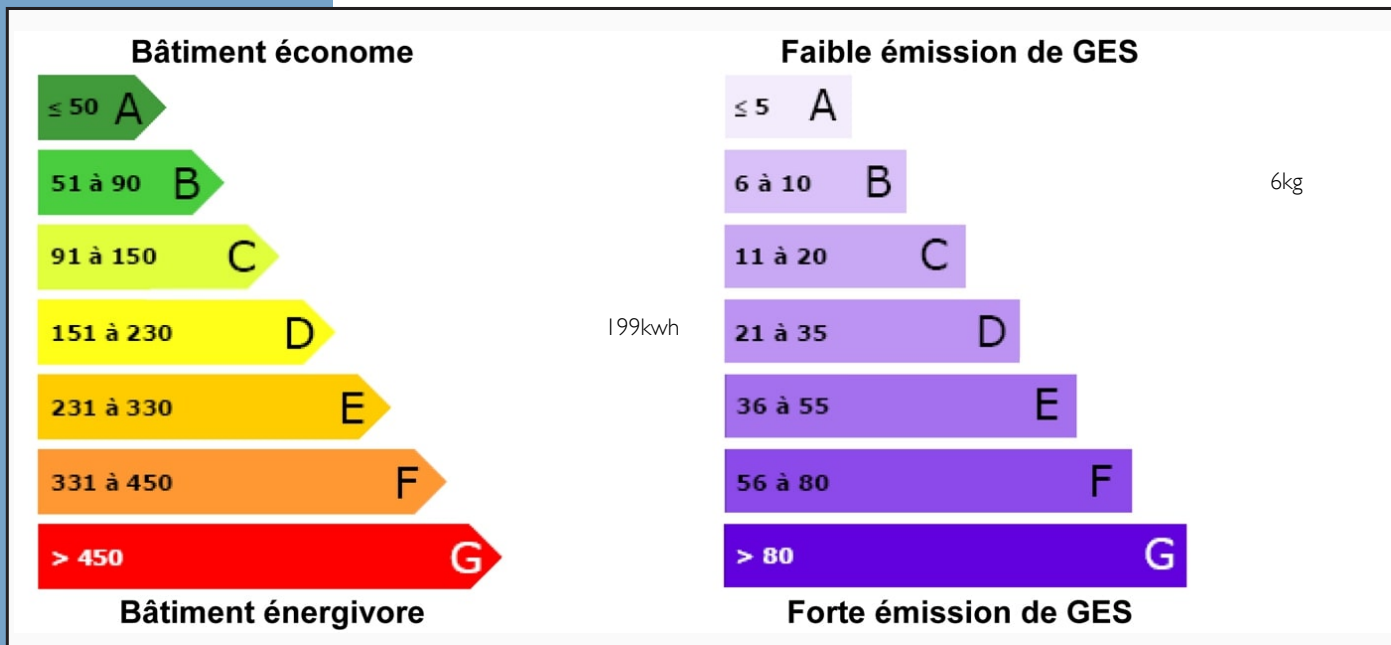 Bâtiment économe
≤ 50 A
51 à 90 B
91 à 150 C
151 à 230 D
199kwh
231 à 330 E
331 à 450 F
> 450 G
Bâtiment énergivore
Faible émission de GES
≤ 5 A
6 à 10 B
6kg
11 à 20 C
21 à 35 D
36 à 55 E
56 à 80 F
> 80 G
Forte émission de GES